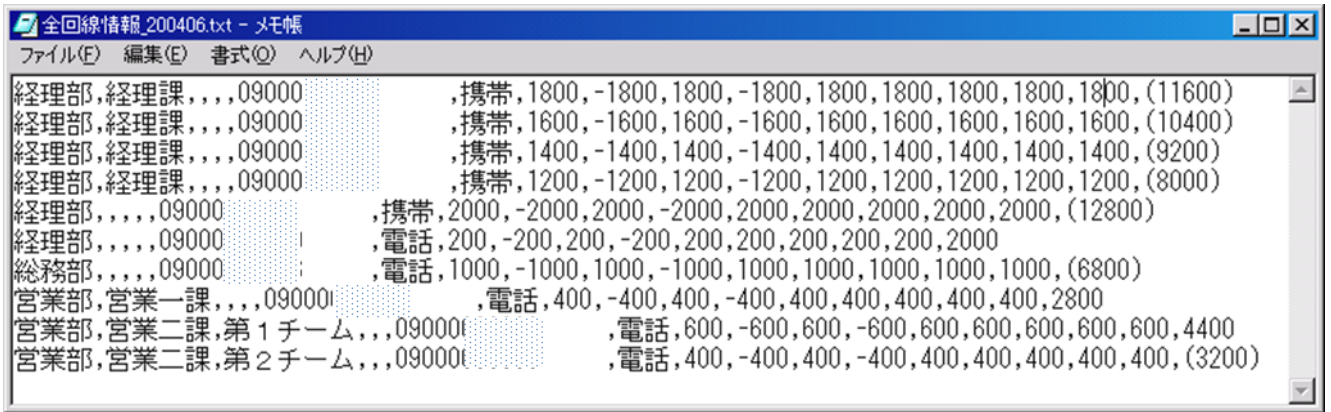 全回線情報_200406.txt - メモ帳
ファイル(F) 編集(E) 書式(O) ヘルプ(H)
経理部,経理課,,,,09000 ,携帯,1800,-1800,1800,-1800,1800,1800,1800,1800,1800,(11600)
経理部,経理課,,,,09000 ,携帯,1600,-1600,1600,-1600,1600,1600,1600,1600,1600,(10400)
経理部,経理課,,,,09000 ,携帯,1400,-1400,1400,-1400,1400,1400,1400,1400,1400,(9200)
経理部,経理課,,,,09000 ,携帯,1200,-1200,1200,-1200,1200,1200,1200,1200,1200,(8000)
経理部,,,,,09000 ,携帯,2000,-2000,2000,-2000,2000,2000,2000,2000,2000,(12800)
経理部,,,,,09000 ,電話,200,-200,200,-200,200,200,200,200,200,2000
総務部,,,,,09000 ,電話,1000,-1000,1000,-1000,1000,1000,1000,1000,1000,(6800)
営業部,営業一課,,,,09000 ,電話,400,-400,400,-400,400,400,400,400,400,2800
営業部,営業二課,第１チーム,,,09000 ,電話,600,-600,600,-600,600,600,600,600,600,4400
営業部,営業二課,第２チーム,,,09000 ,電話,400,-400,400,-400,400,400,400,400,400,(3200)